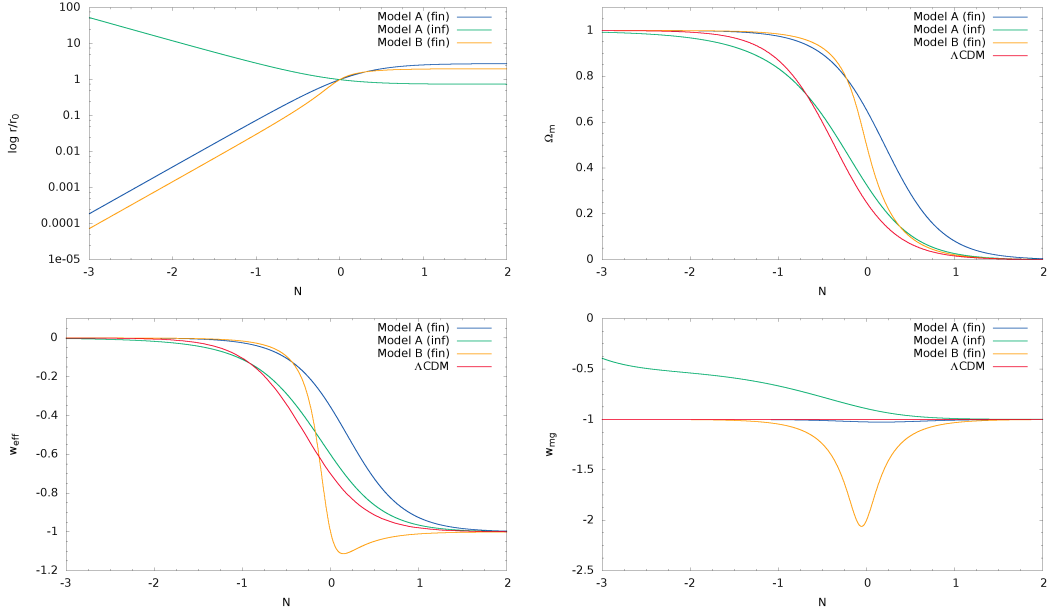 100
10
1
0.1
0.01
0.001
0.0001
1e-05
log r/r₀
-3 -2 -1 0 1 2
N
Model A (fin)
Model A (inf)
Model B (fin)
1
0.8
0.6
0.4
0.2
0
Ωₘ
-3 -2 -1 0 1 2
N
Model A (fin)
Model A (inf)
Model B (fin)
ΛCDM
0
-0.2
-0.4
-0.6
-0.8
-1
-1.2
w_eff
-3 -2 -1 0 1 2
N
Model A (fin)
Model A (inf)
Model B (fin)
ΛCDM
0
-0.5
-1
-1.5
-2
-2.5
w_mg
-3 -2 -1 0 1 2
N
Model A (fin)
Model A (inf)
Model B (fin)
ΛCDM